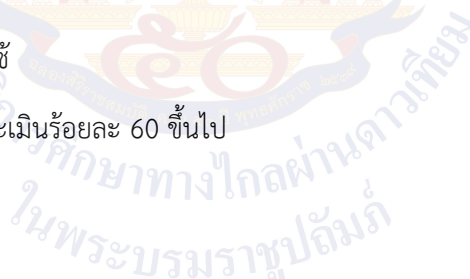 ช้
ะเมินร้อยละ 60 ขึ้นไป
ศึกษาทางไกลผ่านดาวเทียม
ในพระบรมราชูปถัมภ์